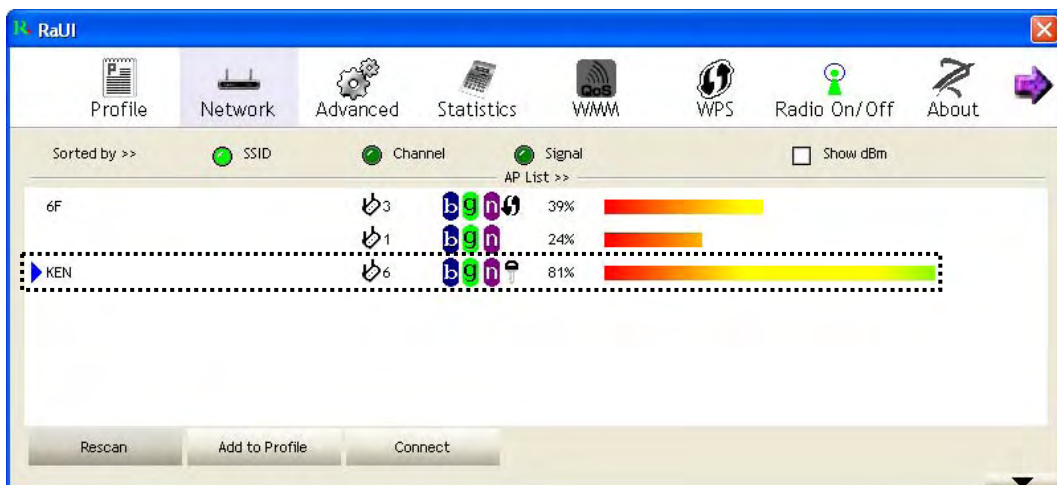 RaUI
Profile Network Advanced Statistics WMM WPS Radio On/Off About
Sorted by >> SSID Channel Signal Show dBm
AP List >>
6F 3 b g n 39%
1 b g n 24%
KEN 6 b g n 81%
Rescan Add to Profile Connect